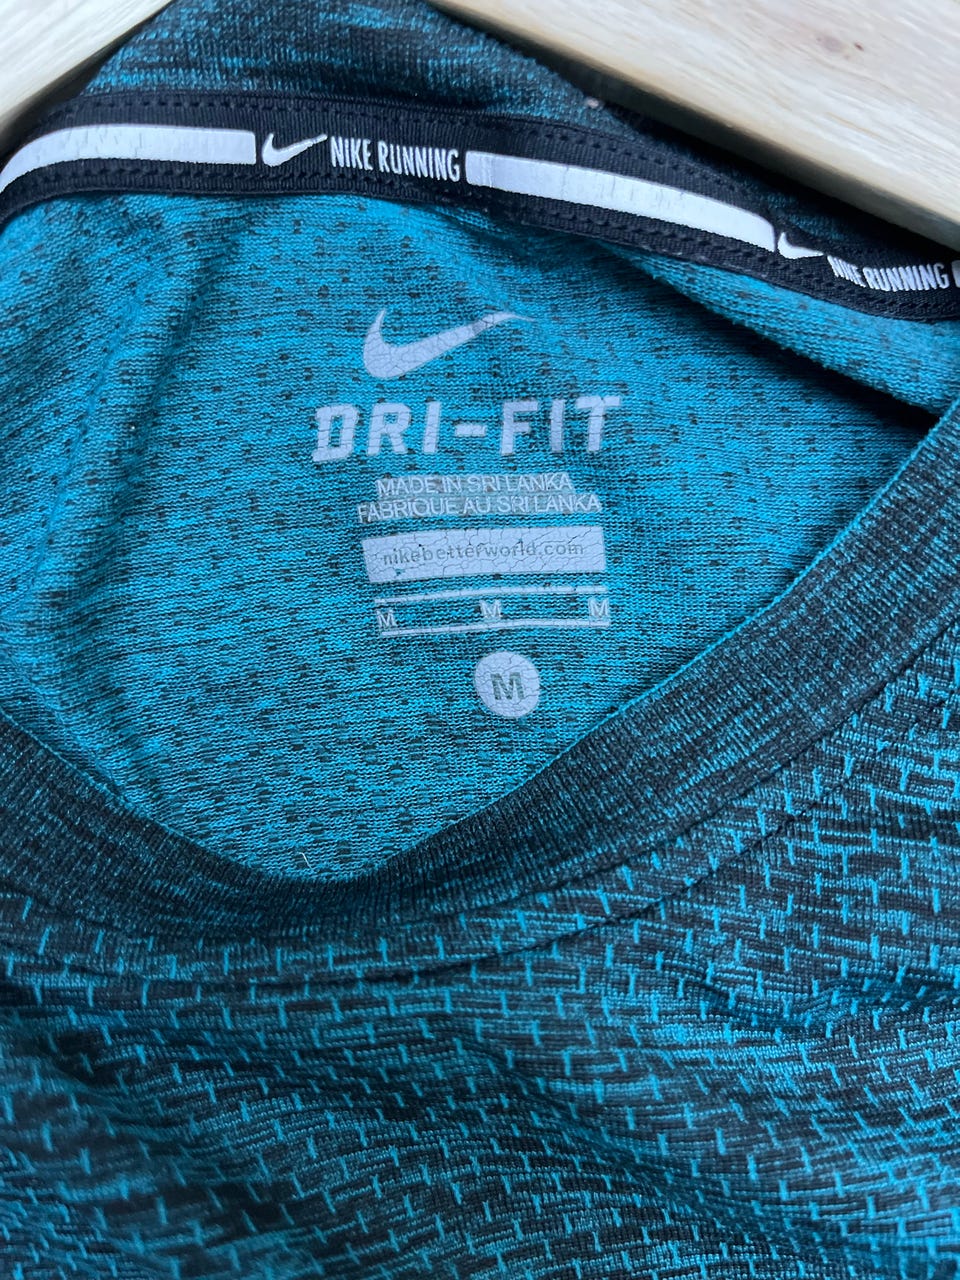 NIKE RUNNING
NIKE RUNNING
DRI-FIT
MADE IN SRI LANKA
FABRIQUE AU SRI LANKA
nikebetterworld.com
M M M
M